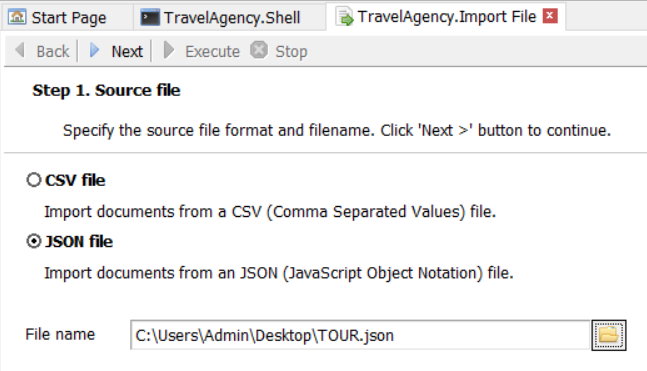 Start Page TravelAgency.Shell TravelAgency.Import File
Back Next Execute Stop
Step 1. Source file
Specify the source file format and filename. Click 'Next >' button to continue.
CSV file
Import documents from a CSV (Comma Separated Values) file.
JSON file
Import documents from an JSON (JavaScript Object Notation) file.
File name C:\Users\Admin\Desktop\TOUR.json